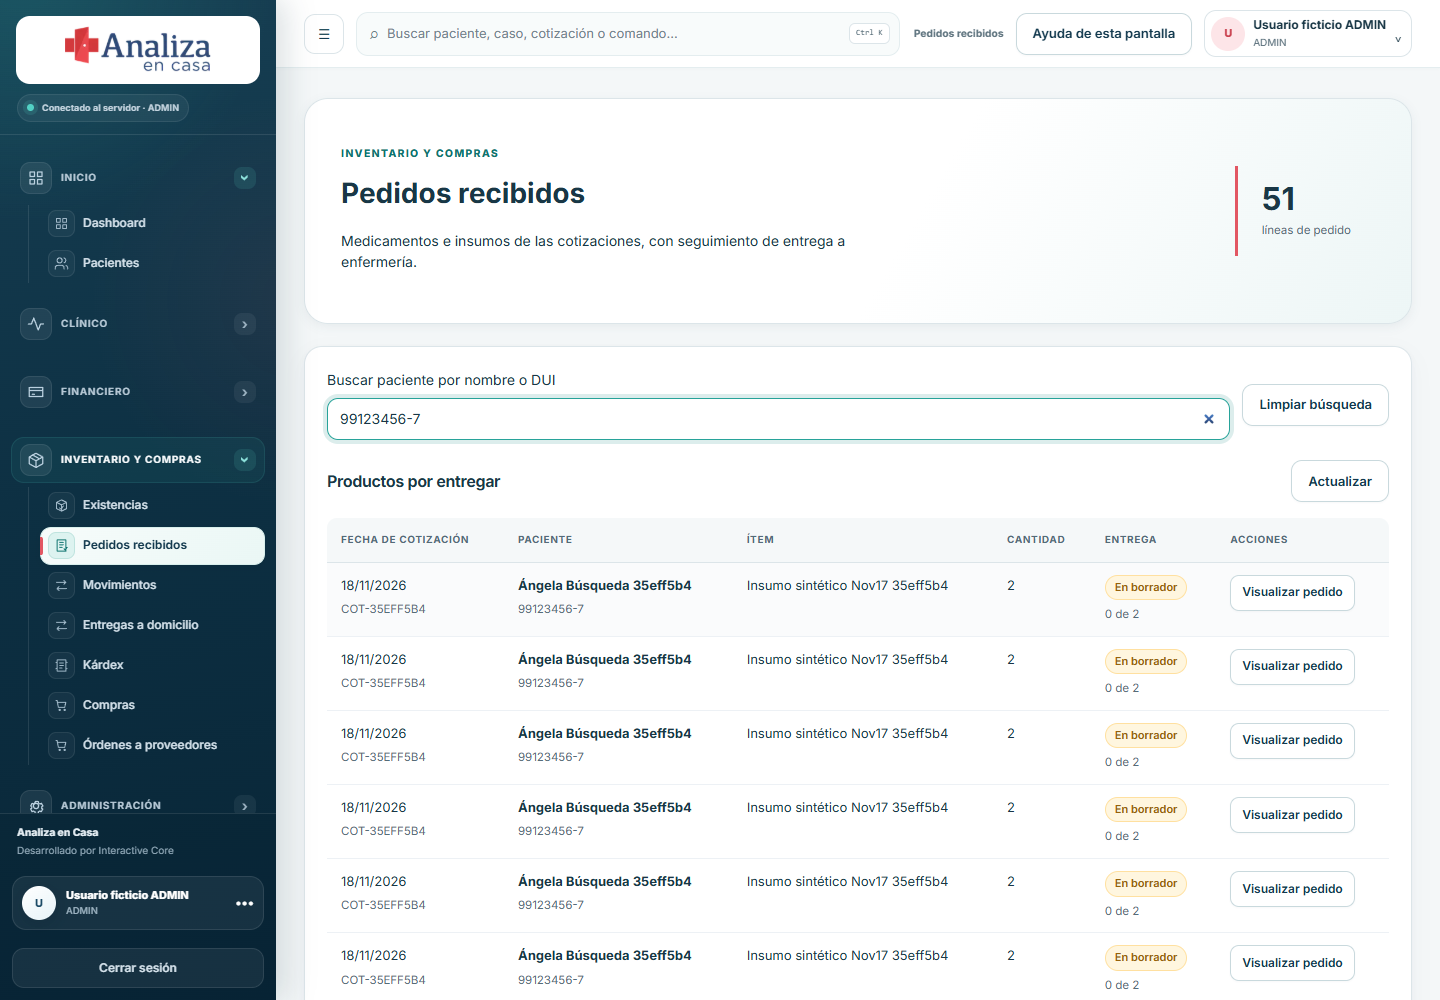 Analiza
en casa
Conectado al servidor · ADMIN
INICIO
Dashboard
Pacientes
CLÍNICO
FINANCIERO
INVENTARIO Y COMPRAS
Existencias
Pedidos recibidos
Movimientos
Entregas a domicilio
Kárdex
Compras
Órdenes a proveedores
ADMINISTRACIÓN
Analiza en Casa
Desarrollado por Interactive Core
U
Usuario ficticio ADMIN
ADMIN
Cerrar sesión
Buscar paciente, caso, cotización o comando...
Ctrl K
Pedidos recibidos
Ayuda de esta pantalla
U
Usuario ficticio ADMIN
ADMIN
INVENTARIO Y COMPRAS
Pedidos recibidos
Medicamentos e insumos de las cotizaciones, con seguimiento de entrega a
enfermería.
51
líneas de pedido
Buscar paciente por nombre o DUI
99123456-7
Limpiar búsqueda
Productos por entregar
Actualizar
FECHA DE COTIZACIÓN PACIENTE ÍTEM CANTIDAD ENTREGA ACCIONES
18/11/2026 Ángela Búsqueda 35eff5b4 Insumo sintético Nov17 35eff5b4 2 En borrador Visualizar pedido
COT-35EFF5B4 99123456-7 0 de 2
18/11/2026 Ángela Búsqueda 35eff5b4 Insumo sintético Nov17 35eff5b4 2 En borrador Visualizar pedido
COT-35EFF5B4 99123456-7 0 de 2
18/11/2026 Ángela Búsqueda 35eff5b4 Insumo sintético Nov17 35eff5b4 2 En borrador Visualizar pedido
COT-35EFF5B4 99123456-7 0 de 2
18/11/2026 Ángela Búsqueda 35eff5b4 Insumo sintético Nov17 35eff5b4 2 En borrador Visualizar pedido
COT-35EFF5B4 99123456-7 0 de 2
18/11/2026 Ángela Búsqueda 35eff5b4 Insumo sintético Nov17 35eff5b4 2 En borrador Visualizar pedido
COT-35EFF5B4 99123456-7 0 de 2
18/11/2026 Ángela Búsqueda 35eff5b4 Insumo sintético Nov17 35eff5b4 2 En borrador Visualizar pedido
COT-35EFF5B4 99123456-7 0 de 2